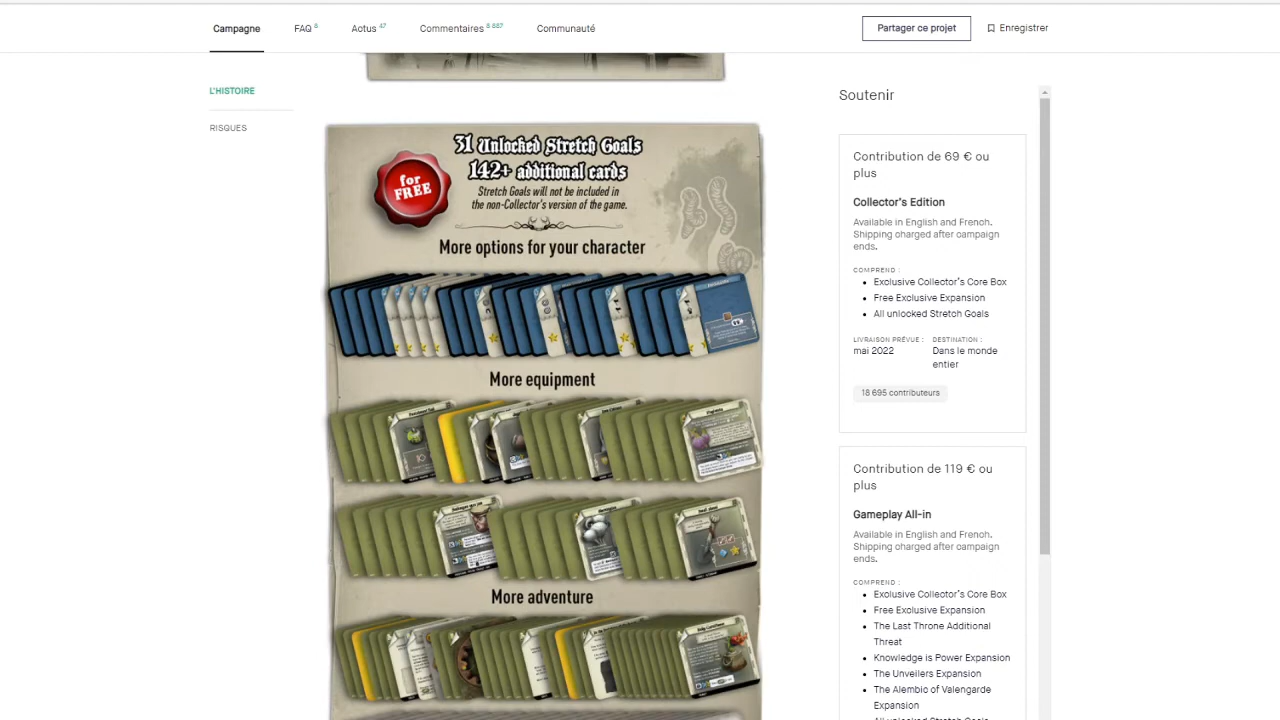 Campagne
FAQ 8
Aotus 47
Commentaires 8 887
Communauté
Partager ce projet
Enregistrer
L'HISTOIRE
RISQUES
31 Unlocked Stretch Goals
142+ additional cards
for
FREE
Stretch Goals will not be included in
the non-Collector's version of the game.
More options for your character
More equipment
More adventure
Soutenir
Contribution de 69 € ou
plus
Collector's Edition
Available in English and French.
Shipping charged after campaign
ends.
COMPREND :
Exclusive Collector's Core Box
Free Exclusive Expansion
All unlocked Stretch Goals
LIVRAISON PRÉVUE :
mai 2022
DESTINATION :
Dans le monde
entier
18 695 contributeurs
Contribution de 119 € ou
plus
Gameplay All-in
Available in English and French.
Shipping charged after campaign
ends.
COMPREND :
Exclusive Collector's Core Box
Free Exclusive Expansion
The Last Throne Additional
Threat
Knowledge is Power Expansion
The Unveilers Expansion
The Alembic of Valengarde
Expansion
All unlocked Stretch Goals